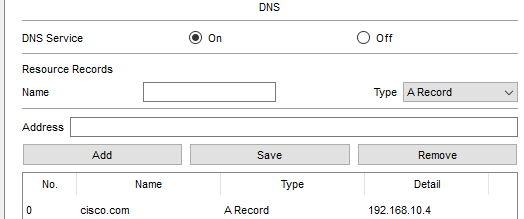 DNS
DNS Service On Off
Resource Records
Name Type A Record
Address
Add Save Remove
No. Name Type Detail
0 cisco.com A Record 192.168.10.4